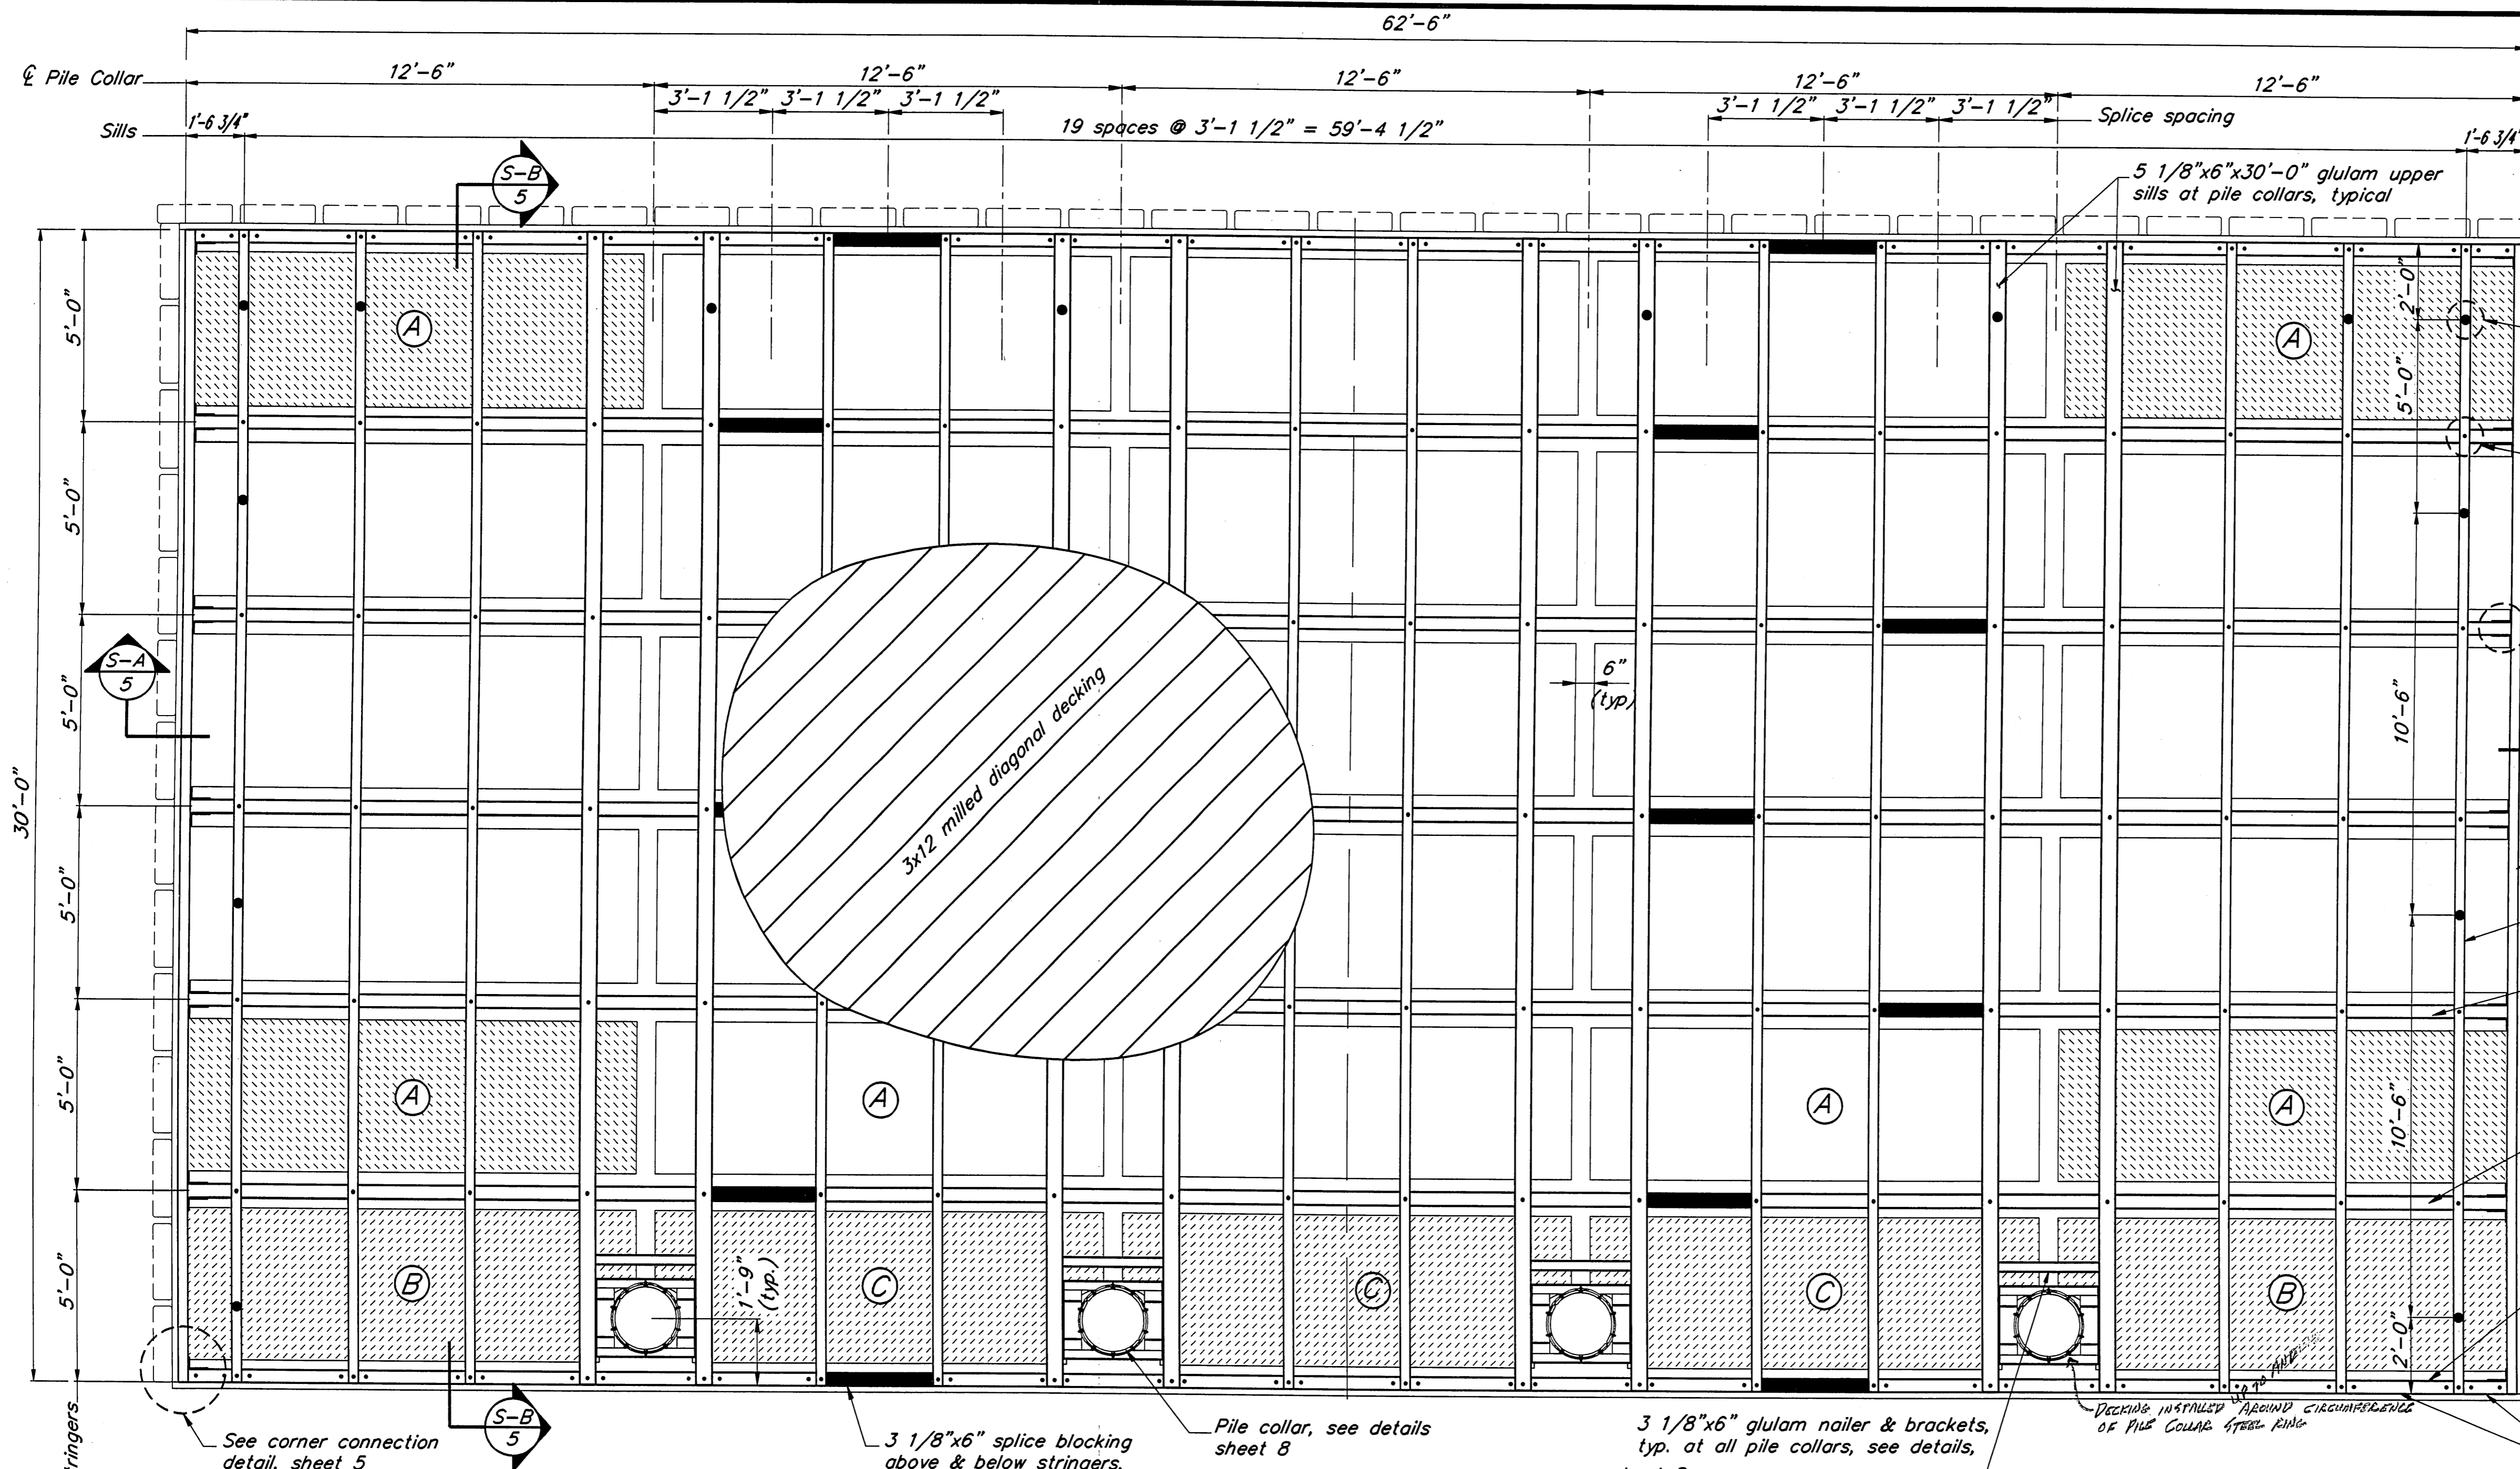 62'-6"
℄ Pile Collar
12'-6"
12'-6"
12'-6"
12'-6"
12'-6"
3'-1 1/2"
3'-1 1/2"
3'-1 1/2"
3'-1 1/2"
3'-1 1/2"
3'-1 1/2"
Splice spacing
Sills
1'-6 3/4"
19 spaces @ 3'-1 1/2" = 59'-4 1/2"
1'-6 3/4"
S-B
5
5 1/8"x6"x30'-0" glulam upper
sills at pile collars, typical
5'-0"
A
A
2'-0"
5'-0"
5'-0"
S-A
5
5'-0"
6"
(typ)
10'-6"
3x12 milled diagonal decking
30'-0"
5'-0"
5'-0"
A
A
A
A
10'-6"
5'-0"
B
1'-9"
(typ.)
C
C
C
B
2'-0"
UP TO AND
DECKING INSTALLED AROUND CIRCUMFERENCE
OF PILE COLLAR STEEL RING
S-B
5
See corner connection
detail, sheet 5
3 1/8"x6" splice blocking
above & below stringers,
Pile collar, see details
sheet 8
3 1/8"x6" glulam nailer & brackets,
typ. at all pile collars, see details,